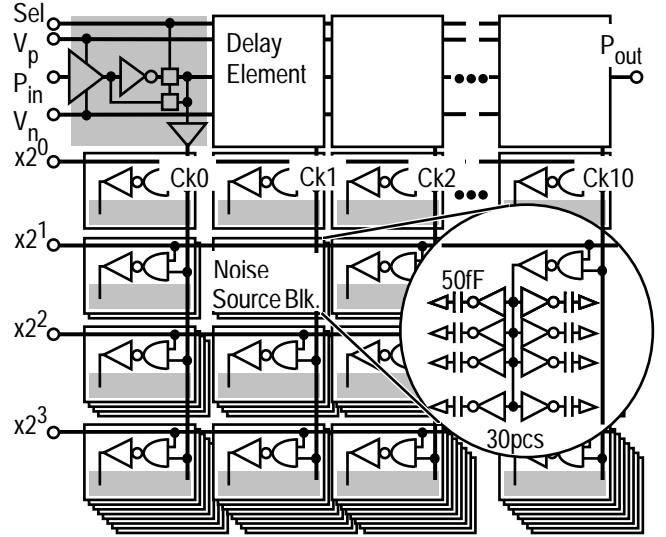 Sel
Vp
Pin
Vn
Delay
Element
Pout
x2^0
Ck0
Ck1
Ck2
Ck10
x2^1
Noise
Source Blk.
50fF
x2^2
x2^3
30pcs